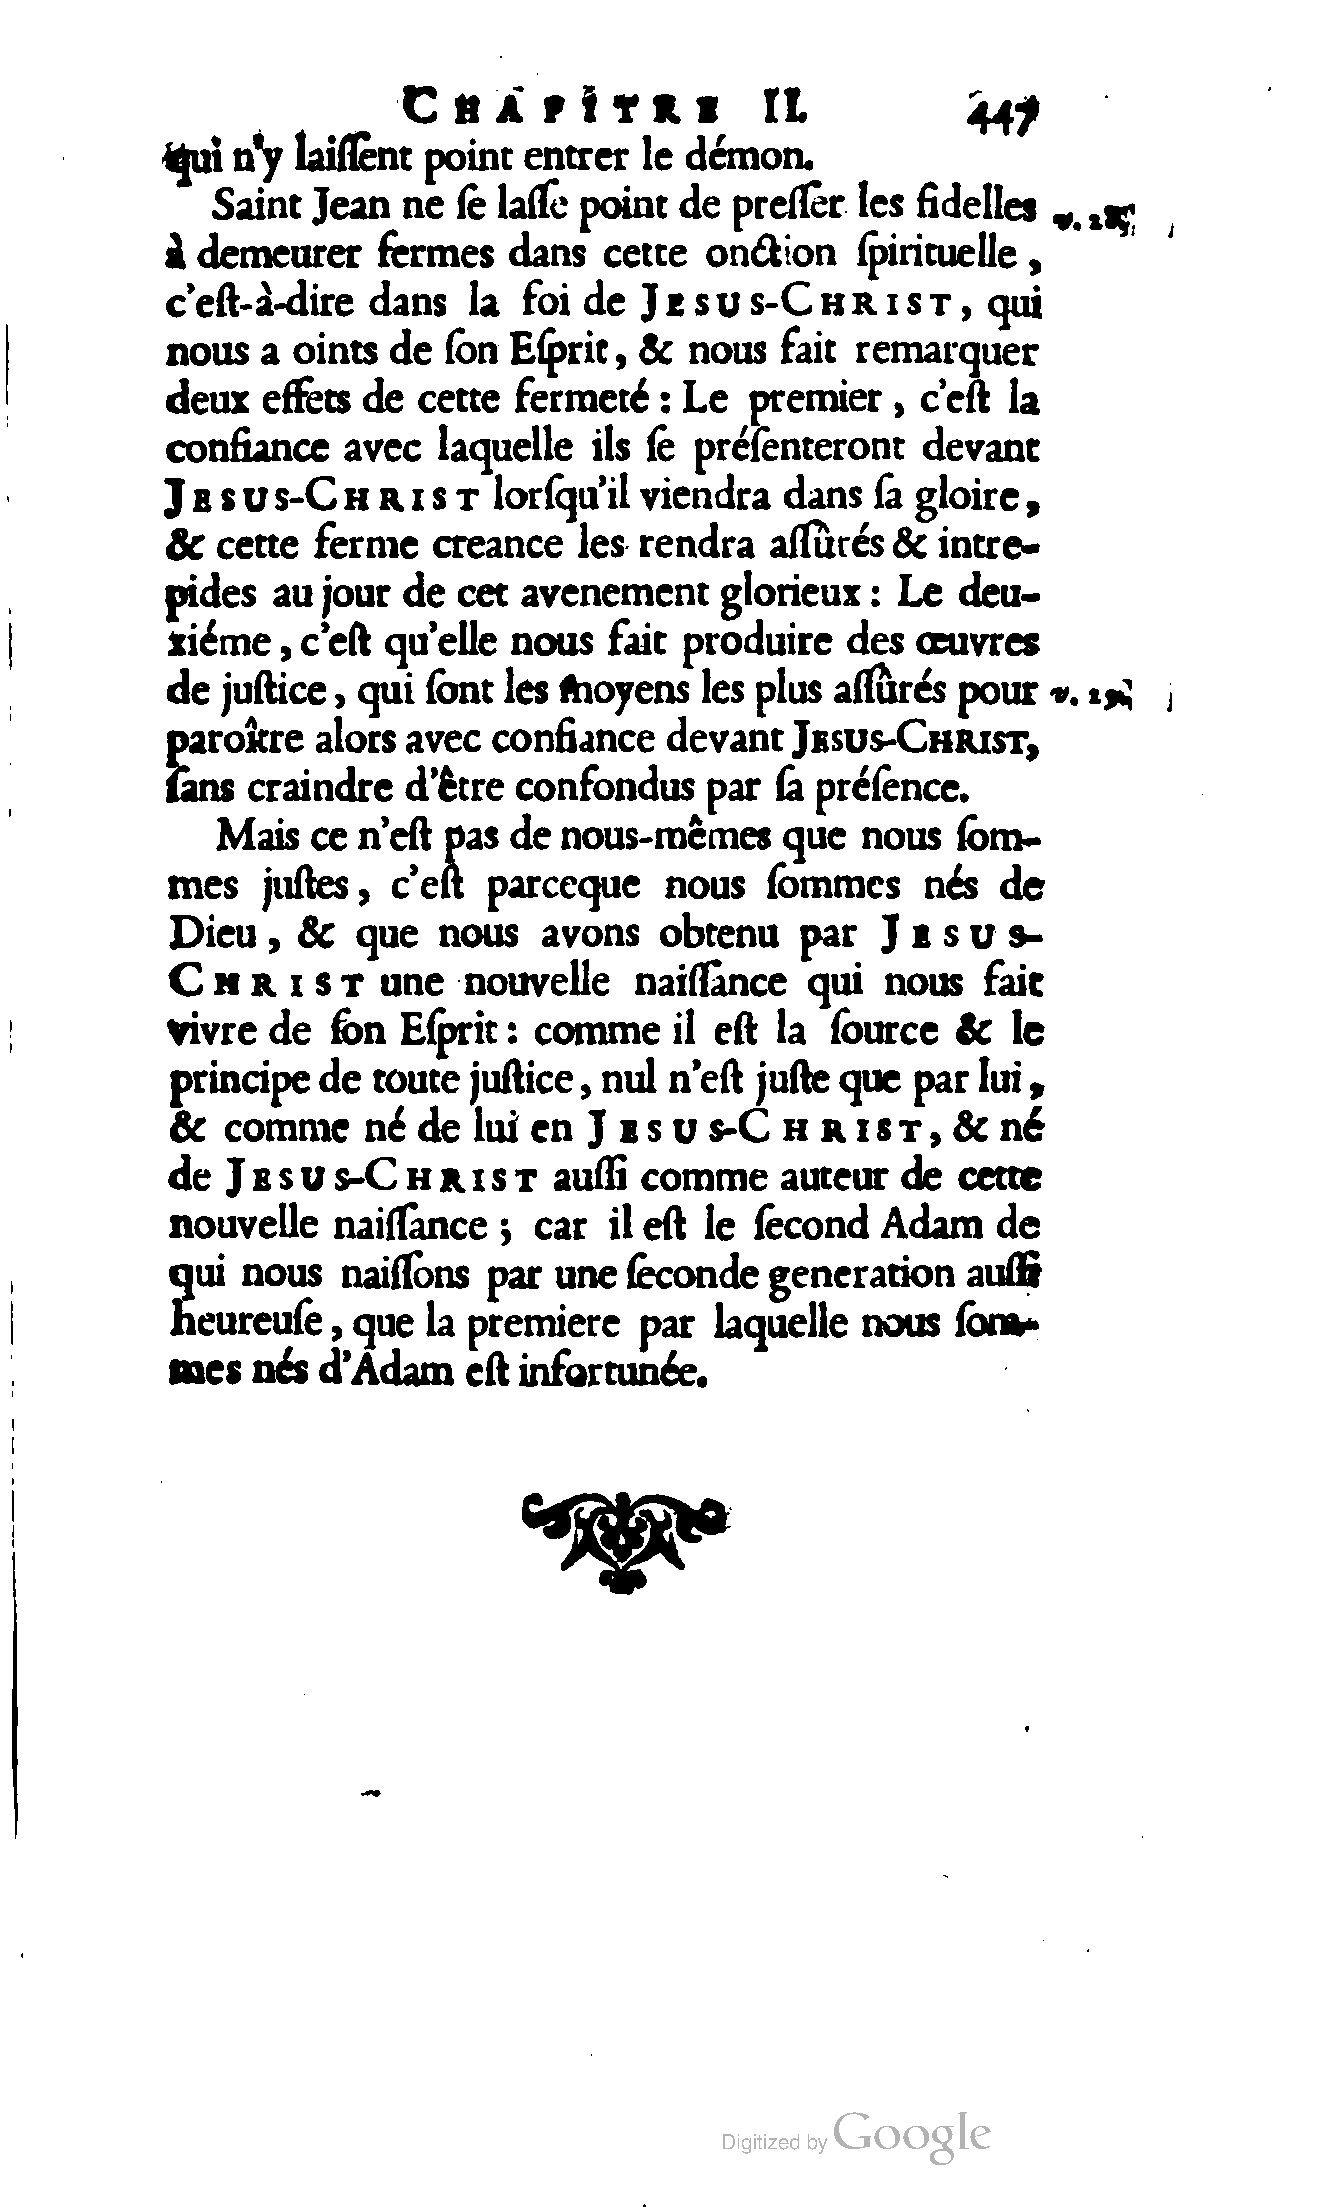 CHAPITRE II. 447
qui n'y laiſſent point entrer le démon.
Saint Jean ne ſe laſſe point de preſſer les fidelles
à demeurer fermes dans cette onction ſpirituelle,
c'eſt-à-dire dans la foi de JESUS-CHRIST, qui
nous a oints de ſon Eſprit, & nous fait remarquer
deux effets de cette fermeté : Le premier, c'eſt la
confiance avec laquelle ils ſe préſenteront devant
JESUS-CHRIST lorſqu'il viendra dans ſa gloire,
& cette ferme creance les rendra aſſûrés & intre-
pides au jour de cet avenement glorieux : Le deu-
xiéme, c'eſt qu'elle nous fait produire des œuvres
de juſtice, qui ſont les moyens les plus aſſûrés pour
v.
paroître alors avec confiance devant JESUS-CHRIST,
ſans craindre d'être confondus par ſa préſence.
Mais ce n'eſt pas de nous-mêmes que nous ſom-
mes juſtes, c'eſt parceque nous ſommes nés de
Dieu, & que nous avons obtenu par JESUS-
CHRIST une nouvelle naiſſance qui nous fait
vivre de ſon Eſprit : comme il eſt la ſource & le
principe de toute juſtice, nul n'eſt juſte que par lui,
& comme né de lui en JESUS-CHRIST, & né
de JESUS-CHRIST auſſi comme auteur de cette
nouvelle naiſſance ; car il eſt le ſecond Adam de
qui nous naiſſons par une ſeconde generation auſſi
heureuſe, que la premiere par laquelle nous ſom-
mes nés d'Adam eſt infortunée.
Digitized by Google